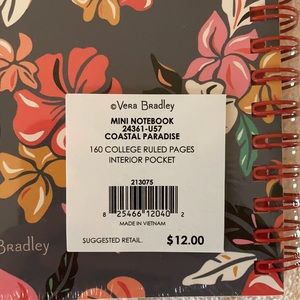 ©Vera Bradley
MINI NOTEBOOK
24361-U57
COASTAL PARADISE
160 COLLEGE RULED PAGES
INTERIOR POCKET
213075
8 25466 12040 2
MADE IN VIETNAM
SUGGESTED RETAIL. $12.00
Bradley